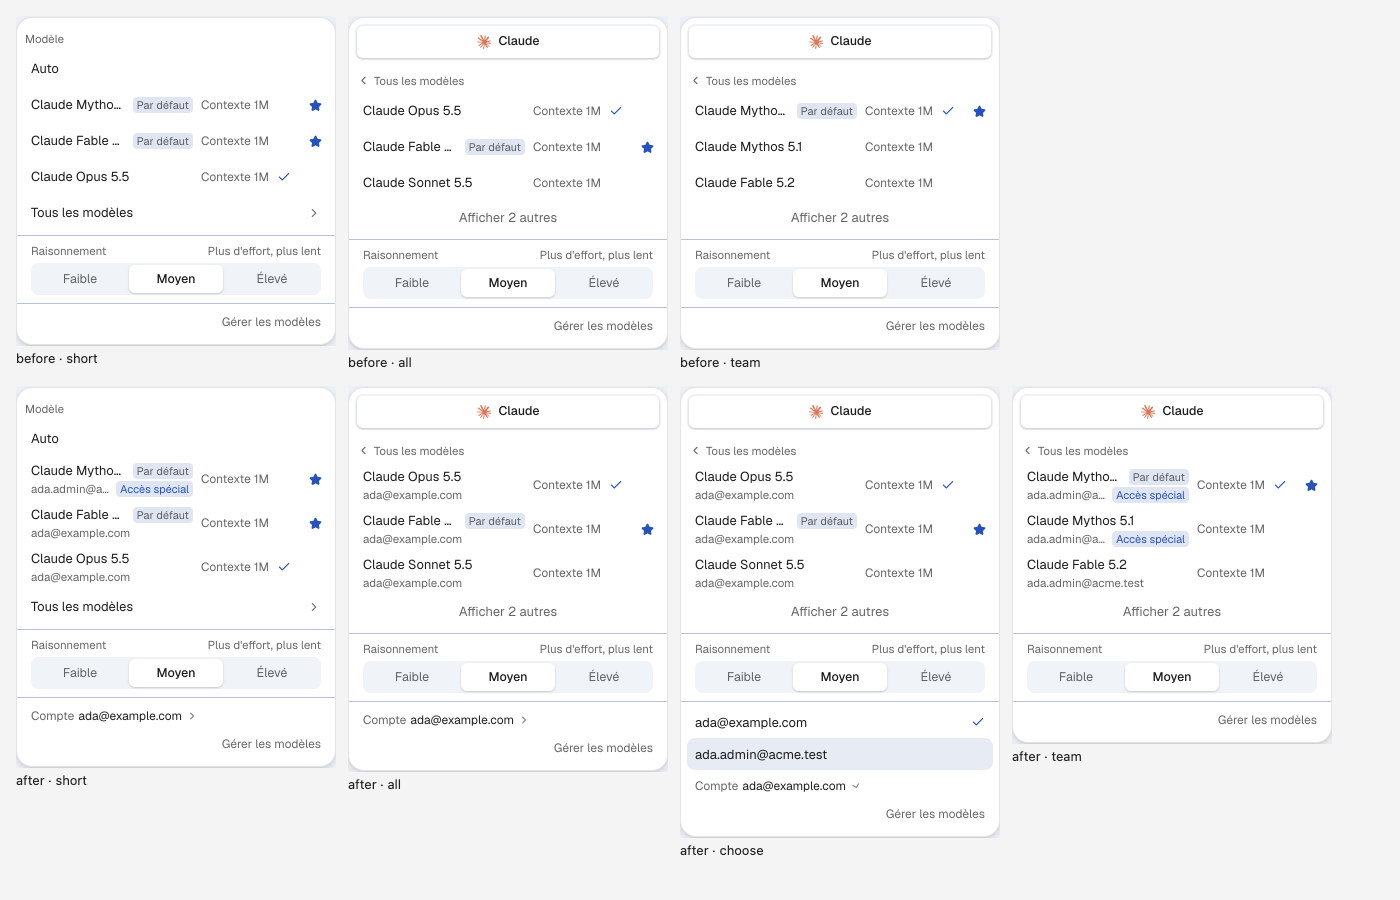 Modèle
Auto
Claude Mytho... Par défaut Contexte 1M
Claude Fable ... Par défaut Contexte 1M
Claude Opus 5.5 Contexte 1M
Tous les modèles
Raisonnement Plus d'effort, plus lent
Faible Moyen Élevé
Gérer les modèles
before · short
Claude
Tous les modèles
Claude Opus 5.5 Contexte 1M
Claude Fable ... Par défaut Contexte 1M
Claude Sonnet 5.5 Contexte 1M
Afficher 2 autres
Raisonnement Plus d'effort, plus lent
Faible Moyen Élevé
Gérer les modèles
before · all
Claude
Tous les modèles
Claude Mytho... Par défaut Contexte 1M
Claude Mythos 5.1 Contexte 1M
Claude Fable 5.2 Contexte 1M
Afficher 2 autres
Raisonnement Plus d'effort, plus lent
Faible Moyen Élevé
Gérer les modèles
before · team
Modèle
Auto
Claude Mytho... Par défaut Contexte 1M
ada.admin@a... Accès spécial
Claude Fable ... Par défaut Contexte 1M
ada@example.com
Claude Opus 5.5 Contexte 1M
ada@example.com
Tous les modèles
Raisonnement Plus d'effort, plus lent
Faible Moyen Élevé
Compte ada@example.com
Gérer les modèles
after · short
Claude
Tous les modèles
Claude Opus 5.5 Contexte 1M
ada@example.com
Claude Fable ... Par défaut Contexte 1M
ada@example.com
Claude Sonnet 5.5 Contexte 1M
ada@example.com
Afficher 2 autres
Raisonnement Plus d'effort, plus lent
Faible Moyen Élevé
Compte ada@example.com
Gérer les modèles
after · all
Claude
Tous les modèles
Claude Opus 5.5 Contexte 1M
ada@example.com
Claude Fable ... Par défaut Contexte 1M
ada@example.com
Claude Sonnet 5.5 Contexte 1M
ada@example.com
Afficher 2 autres
Raisonnement Plus d'effort, plus lent
Faible Moyen Élevé
ada@example.com
ada.admin@acme.test
Compte ada@example.com
Gérer les modèles
after · choose
Claude
Tous les modèles
Claude Mytho... Par défaut Contexte 1M
ada.admin@a... Accès spécial
Claude Mythos 5.1 Contexte 1M
ada.admin@a... Accès spécial
Claude Fable 5.2 Contexte 1M
ada.admin@acme.test
Afficher 2 autres
Raisonnement Plus d'effort, plus lent
Faible Moyen Élevé
Gérer les modèles
after · team